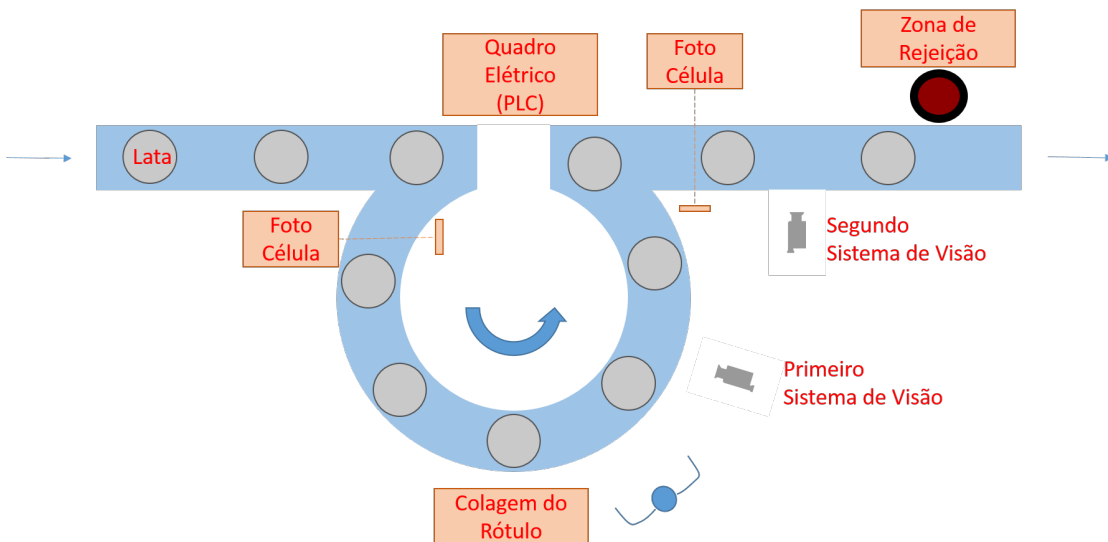 Quadro
Elétrico
(PLC)
Foto
Célula
Zona de
Rejeição
Lata
Foto
Célula
Segundo
Sistema de Visão
Primeiro
Sistema de Visão
Colagem do
Rótulo